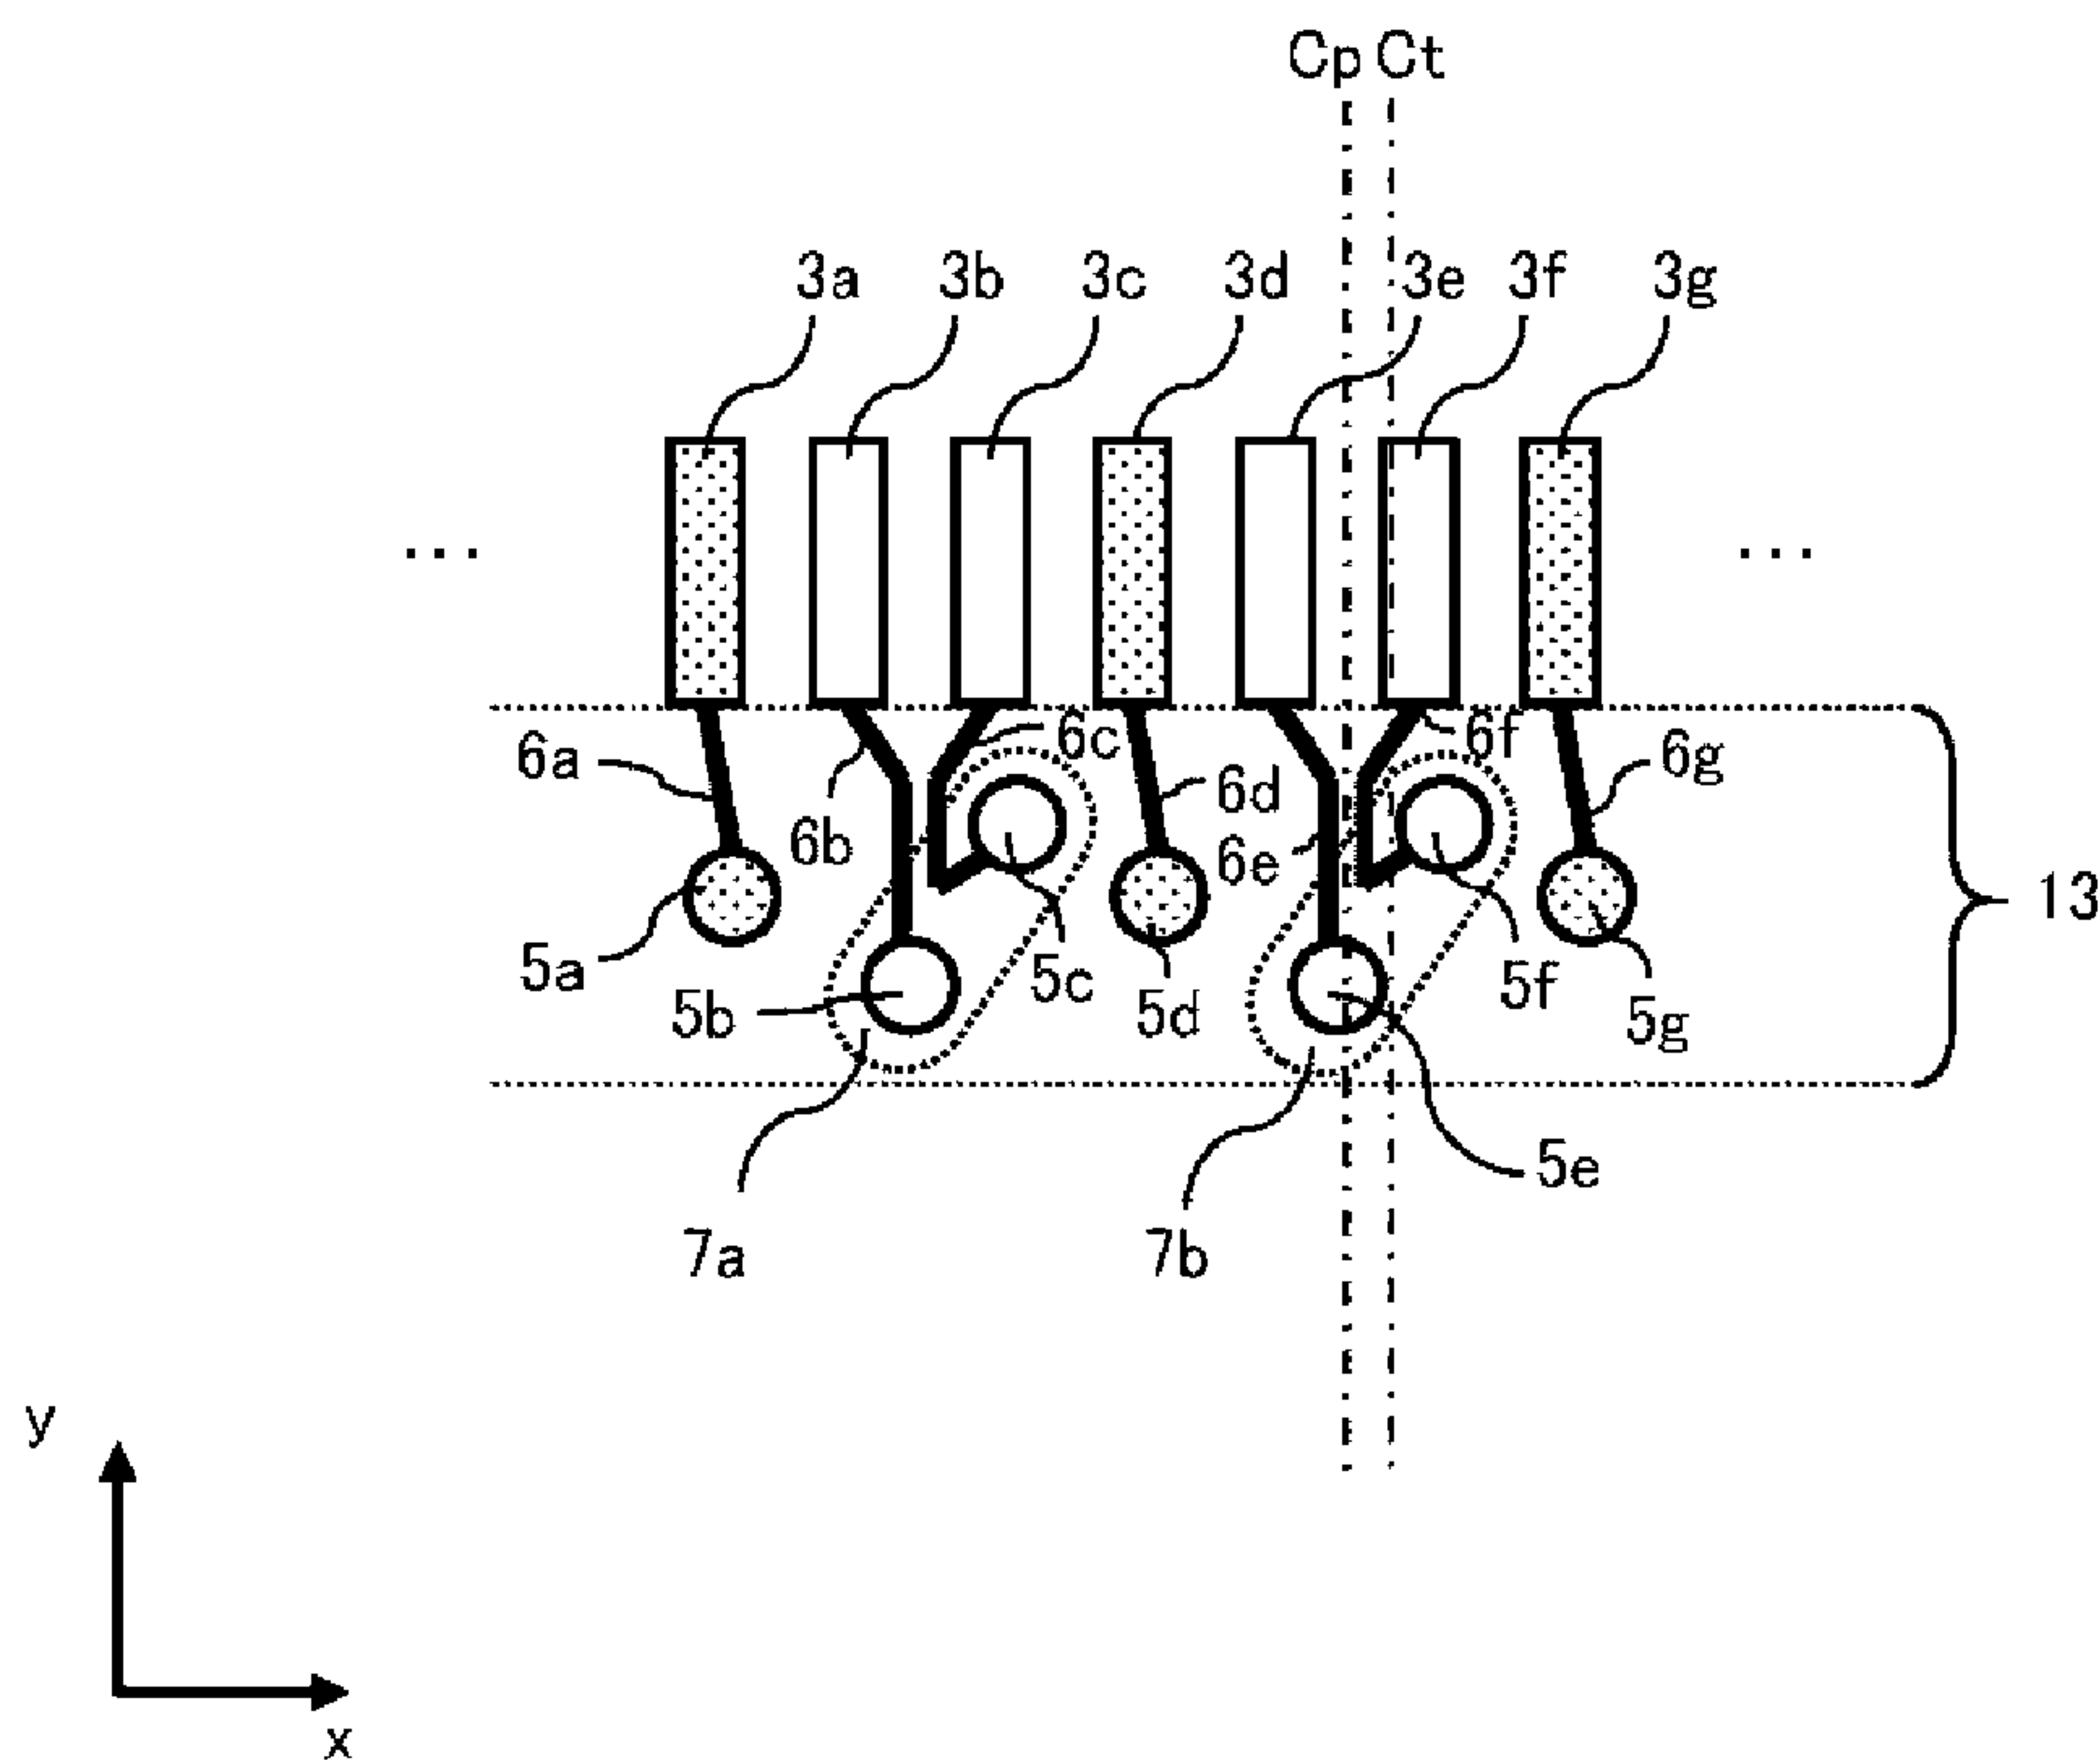 Cp Ct
3a 3b 3c 3d 3e 3f 3g
... ...
6a 6b 6c 6d 6e 6f 6g
13
5a 5b 5c 5d 5f 5g
5e
7a 7b
y
x